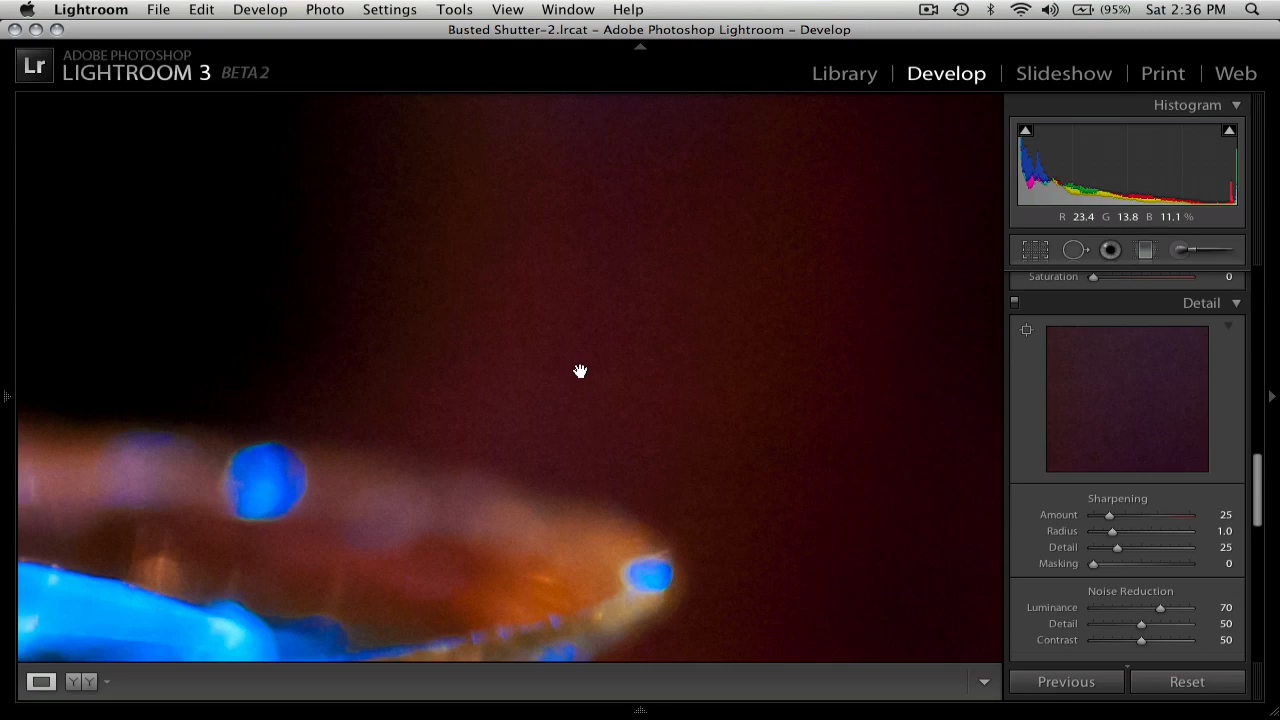 Lightroom File Edit Develop Photo Settings Tools View Window Help (95%) Sat 2:36 PM
Busted Shutter-2.lrcat – Adobe Photoshop Lightroom – Develop
Lr ADOBE PHOTOSHOP
LIGHTROOM 3 BETA 2
Library | Develop | Slideshow | Print | Web
Histogram
R 23.4 G 13.8 B 11.1 %
Saturation 0
Detail
Sharpening
Amount 25
Radius 1.0
Detail 25
Masking 0
Noise Reduction
Luminance 70
Detail 50
Contrast 50
Y Y
Previous Reset